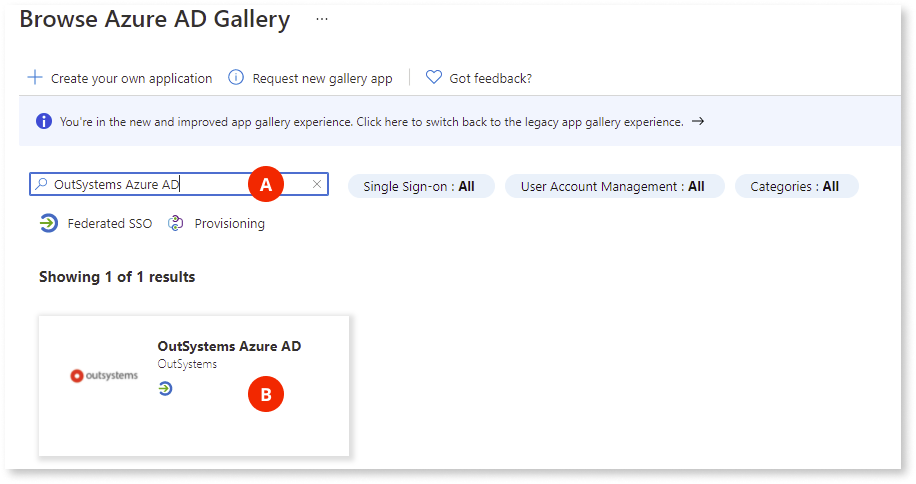 Browse Azure AD Gallery ...
Create your own application Request new gallery app Got feedback?
You're in the new and improved app gallery experience. Click here to switch back to the legacy app gallery experience. →
OutSystems Azure AD A Single Sign-on : All User Account Management : All Categories : All
Federated SSO Provisioning
Showing 1 of 1 results
OutSystems Azure AD
OutSystems
outsystems
B